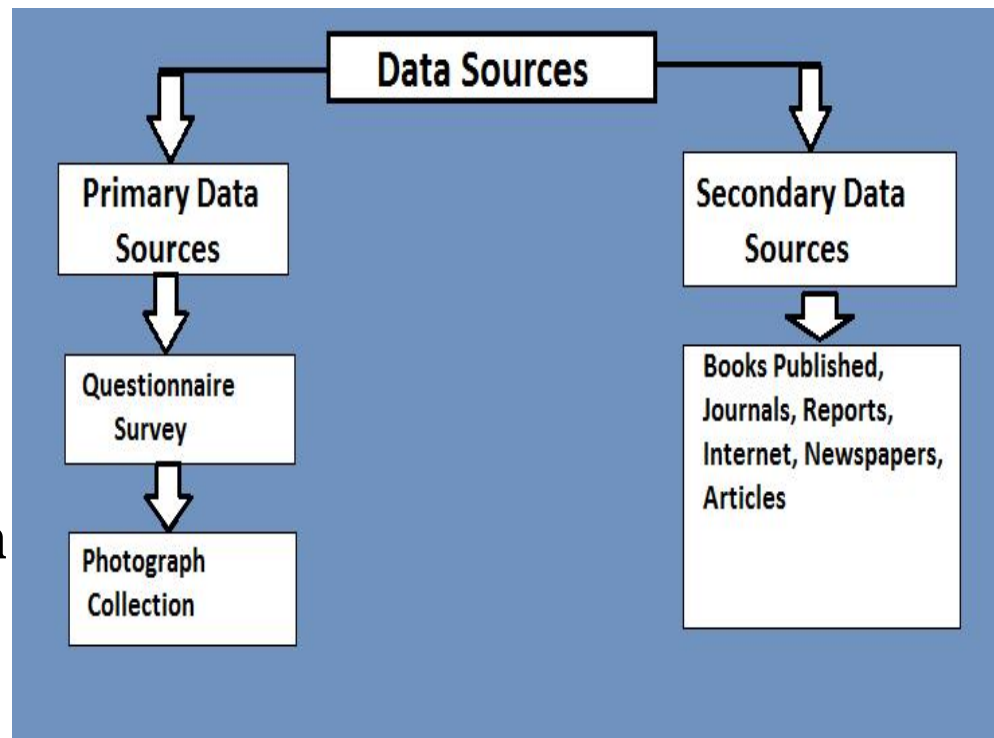 Data Sources
Primary Data
Sources
Secondary Data
Sources
Questionnaire
Survey
Photograph
Collection
Books Published,
Journals, Reports,
Internet, Newspapers,
Articles